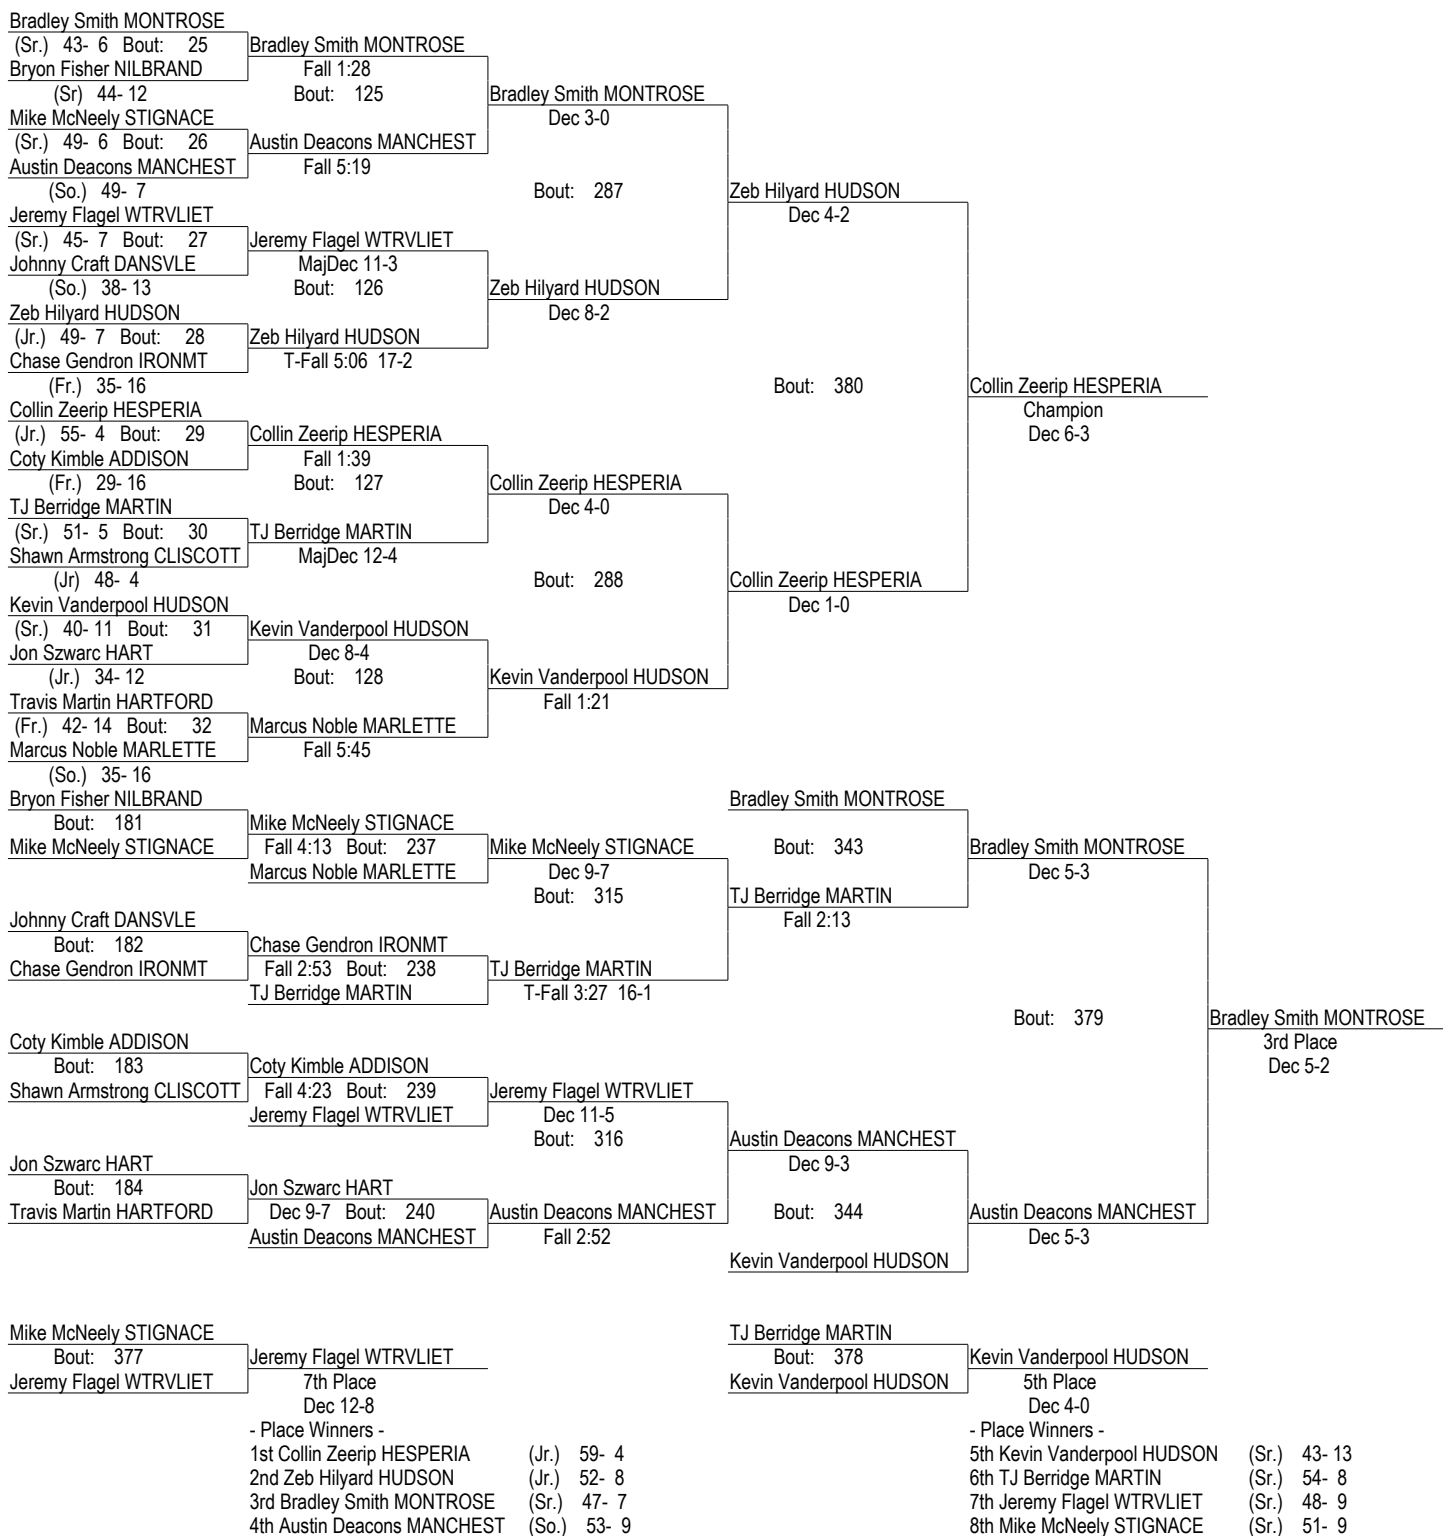 Bradley Smith MONTROSE
(Sr.) 43- 6 Bout: 25 Bradley Smith MONTROSE
Bryon Fisher NILBRAND Fall 1:28
(Sr) 44- 12 Bout: 125 Bradley Smith MONTROSE
Mike McNeely STIGNACE Dec 3-0
(Sr.) 49- 6 Bout: 26 Austin Deacons MANCHEST
Austin Deacons MANCHEST Fall 5:19
(So.) 49- 7 Bout: 287 Zeb Hilyard HUDSON
Jeremy Flagel WTRVLIET Dec 4-2
(Sr.) 45- 7 Bout: 27 Jeremy Flagel WTRVLIET
Johnny Craft DANSVLE MajDec 11-3
(So.) 38- 13 Bout: 126 Zeb Hilyard HUDSON
Zeb Hilyard HUDSON Dec 8-2
(Jr.) 49- 7 Bout: 28 Zeb Hilyard HUDSON
Chase Gendron IRONMT T-Fall 5:06 17-2
(Fr.) 35- 16 Bout: 380 Collin Zeerip HESPERIA
Collin Zeerip HESPERIA Champion
(Jr.) 55- 4 Bout: 29 Collin Zeerip HESPERIA Dec 6-3
Coty Kimble ADDISON Fall 1:39
(Fr.) 29- 16 Bout: 127 Collin Zeerip HESPERIA
TJ Berridge MARTIN Dec 4-0
(Sr.) 51- 5 Bout: 30 TJ Berridge MARTIN
Shawn Armstrong CLISCOTT MajDec 12-4
(Jr) 48- 4 Bout: 288 Collin Zeerip HESPERIA
Kevin Vanderpool HUDSON Dec 1-0
(Sr.) 40- 11 Bout: 31 Kevin Vanderpool HUDSON
Jon Szwarc HART Dec 8-4
(Jr.) 34- 12 Bout: 128 Kevin Vanderpool HUDSON
Travis Martin HARTFORD Fall 1:21
(Fr.) 42- 14 Bout: 32 Marcus Noble MARLETTE
Marcus Noble MARLETTE Fall 5:45
(So.) 35- 16
Bryon Fisher NILBRAND Bradley Smith MONTROSE
Bout: 181 Mike McNeely STIGNACE
Mike McNeely STIGNACE Fall 4:13 Bout: 237 Mike McNeely STIGNACE Bout: 343 Bradley Smith MONTROSE
Marcus Noble MARLETTE Dec 9-7 Dec 5-3
Bout: 315 TJ Berridge MARTIN
Johnny Craft DANSVLE Fall 2:13
Bout: 182 Chase Gendron IRONMT
Chase Gendron IRONMT Fall 2:53 Bout: 238 TJ Berridge MARTIN
TJ Berridge MARTIN T-Fall 3:27 16-1
Bout: 379 Bradley Smith MONTROSE
Coty Kimble ADDISON 3rd Place
Bout: 183 Coty Kimble ADDISON Dec 5-2
Shawn Armstrong CLISCOTT Fall 4:23 Bout: 239 Jeremy Flagel WTRVLIET
Jeremy Flagel WTRVLIET Dec 11-5
Bout: 316 Austin Deacons MANCHEST
Jon Szwarc HART Dec 9-3
Bout: 184 Jon Szwarc HART
Travis Martin HARTFORD Dec 9-7 Bout: 240 Austin Deacons MANCHEST Bout: 344 Austin Deacons MANCHEST
Austin Deacons MANCHEST Fall 2:52 Dec 5-3
Kevin Vanderpool HUDSON
Mike McNeely STIGNACE TJ Berridge MARTIN
Bout: 377 Jeremy Flagel WTRVLIET Bout: 378 Kevin Vanderpool HUDSON
Jeremy Flagel WTRVLIET 7th Place Kevin Vanderpool HUDSON 5th Place
Dec 12-8 Dec 4-0
- Place Winners - - Place Winners -
1st Collin Zeerip HESPERIA (Jr.) 59- 4 5th Kevin Vanderpool HUDSON (Sr.) 43- 13
2nd Zeb Hilyard HUDSON (Jr.) 52- 8 6th TJ Berridge MARTIN (Sr.) 54- 8
3rd Bradley Smith MONTROSE (Sr.) 47- 7 7th Jeremy Flagel WTRVLIET (Sr.) 48- 9
4th Austin Deacons MANCHEST (So.) 53- 9 8th Mike McNeely STIGNACE (Sr.) 51- 9